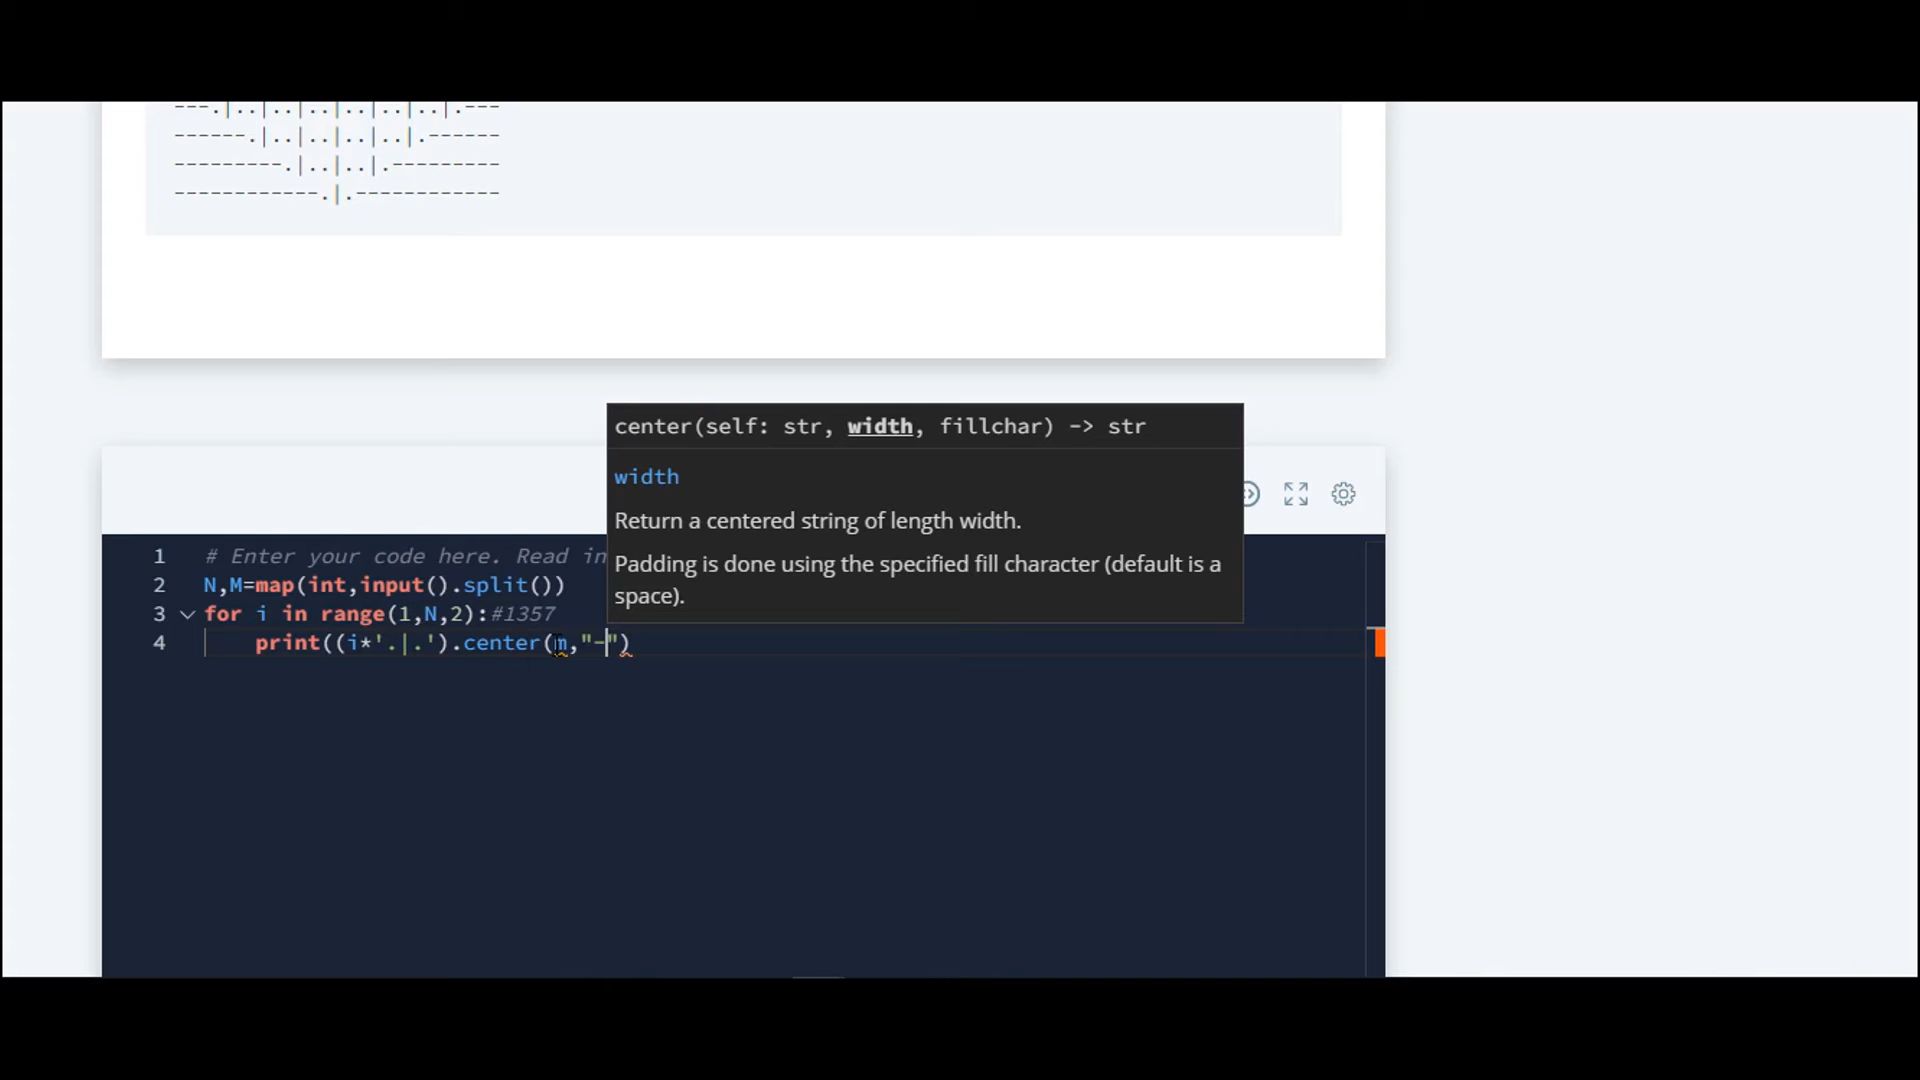 ---.|..|..|..|..|..|..|.---
------.|..|..|..|..|.------
---------.|..|..|.---------
------------.|.------------
center(self: str, width, fillchar) -> str
width
Return a centered string of length width.
Padding is done using the specified fill character (default is a
space).
1 # Enter your code here. Read in
2 N,M=map(int,input().split())
3 for i in range(1,N,2):#1357
4 print((i*'.|.').center(m,"-")